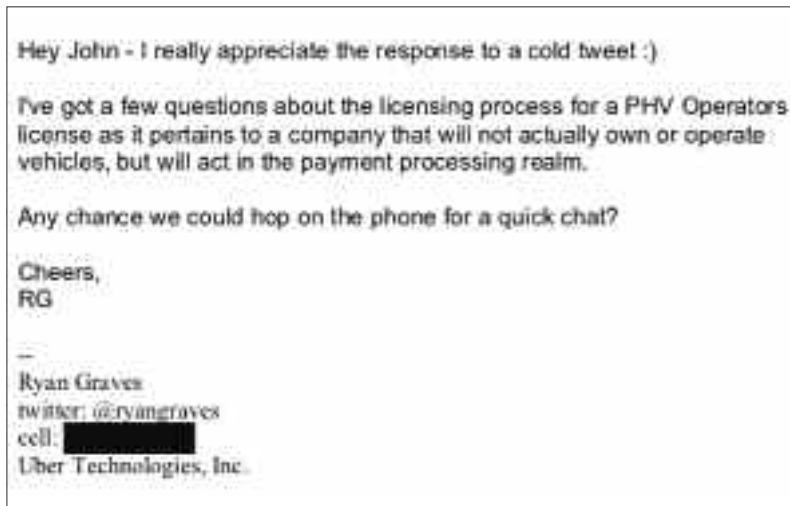 Hey John - I really appreciate the response to a cold tweet :)
I've got a few questions about the licensing process for a PHV Operators
license as it pertains to a company that will not actually own or operate
vehicles, but will act in the payment processing realm.
Any chance we could hop on the phone for a quick chat?
Cheers,
RG
--
Ryan Graves
twitter: @ryangraves
cell:
Uber Technologies, Inc.